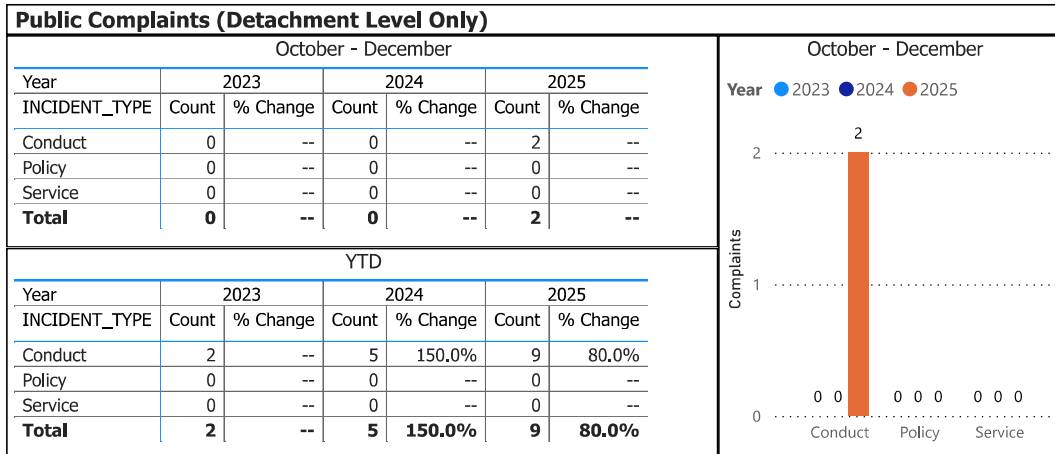 Public Complaints (Detachment Level Only)
October - December
Year 2023 2024 2025
INCIDENT_TYPE Count % Change Count % Change Count % Change
Conduct 0 -- 0 -- 2 --
Policy 0 -- 0 -- 0 --
Service 0 -- 0 -- 0 --
Total 0 -- 0 -- 2 --
YTD
Year 2023 2024 2025
INCIDENT_TYPE Count % Change Count % Change Count % Change
Conduct 2 -- 5 150.0% 9 80.0%
Policy 0 -- 0 -- 0 --
Service 0 -- 0 -- 0 --
Total 2 -- 5 150.0% 9 80.0%
October - December
Year 2023 2024 2025
2
2
1
Complaints
0 0 0 0 0 0 0 0
0
Conduct Policy Service